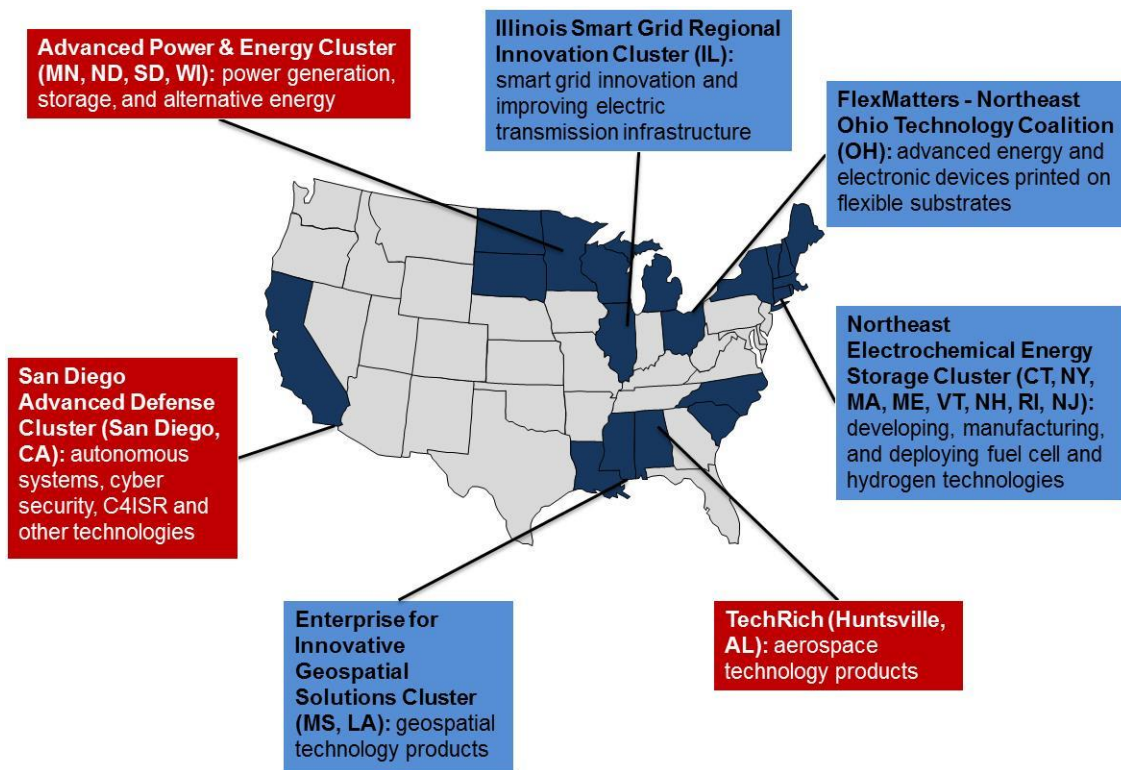 Advanced Power & Energy Cluster
(MN, ND, SD, WI): power generation,
storage, and alternative energy
Illinois Smart Grid Regional
Innovation Cluster (IL):
smart grid innovation and
improving electric
transmission infrastructure
FlexMatters - Northeast
Ohio Technology Coalition
(OH): advanced energy and
electronic devices printed on
flexible substrates
San Diego
Advanced Defense
Cluster (San Diego,
CA): autonomous
systems, cyber
security, C4ISR and
other technologies
Northeast
Electrochemical Energy
Storage Cluster (CT, NY,
MA, ME, VT, NH, RI, NJ):
developing, manufacturing,
and deploying fuel cell and
hydrogen technologies
Enterprise for
Innovative
Geospatial
Solutions Cluster
(MS, LA): geospatial
technology products
TechRich (Huntsville,
AL): aerospace
technology products